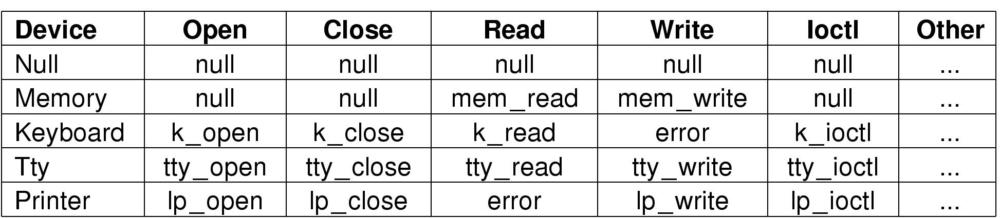 Device Open Close Read Write Ioctl Other
Null null null null null null ...
Memory null null mem_read mem_write null ...
Keyboard k_open k_close k_read error k_ioctl ...
Tty tty_open tty_close tty_read tty_write tty_ioctl ...
Printer lp_open lp_close error lp_write lp_ioctl ...